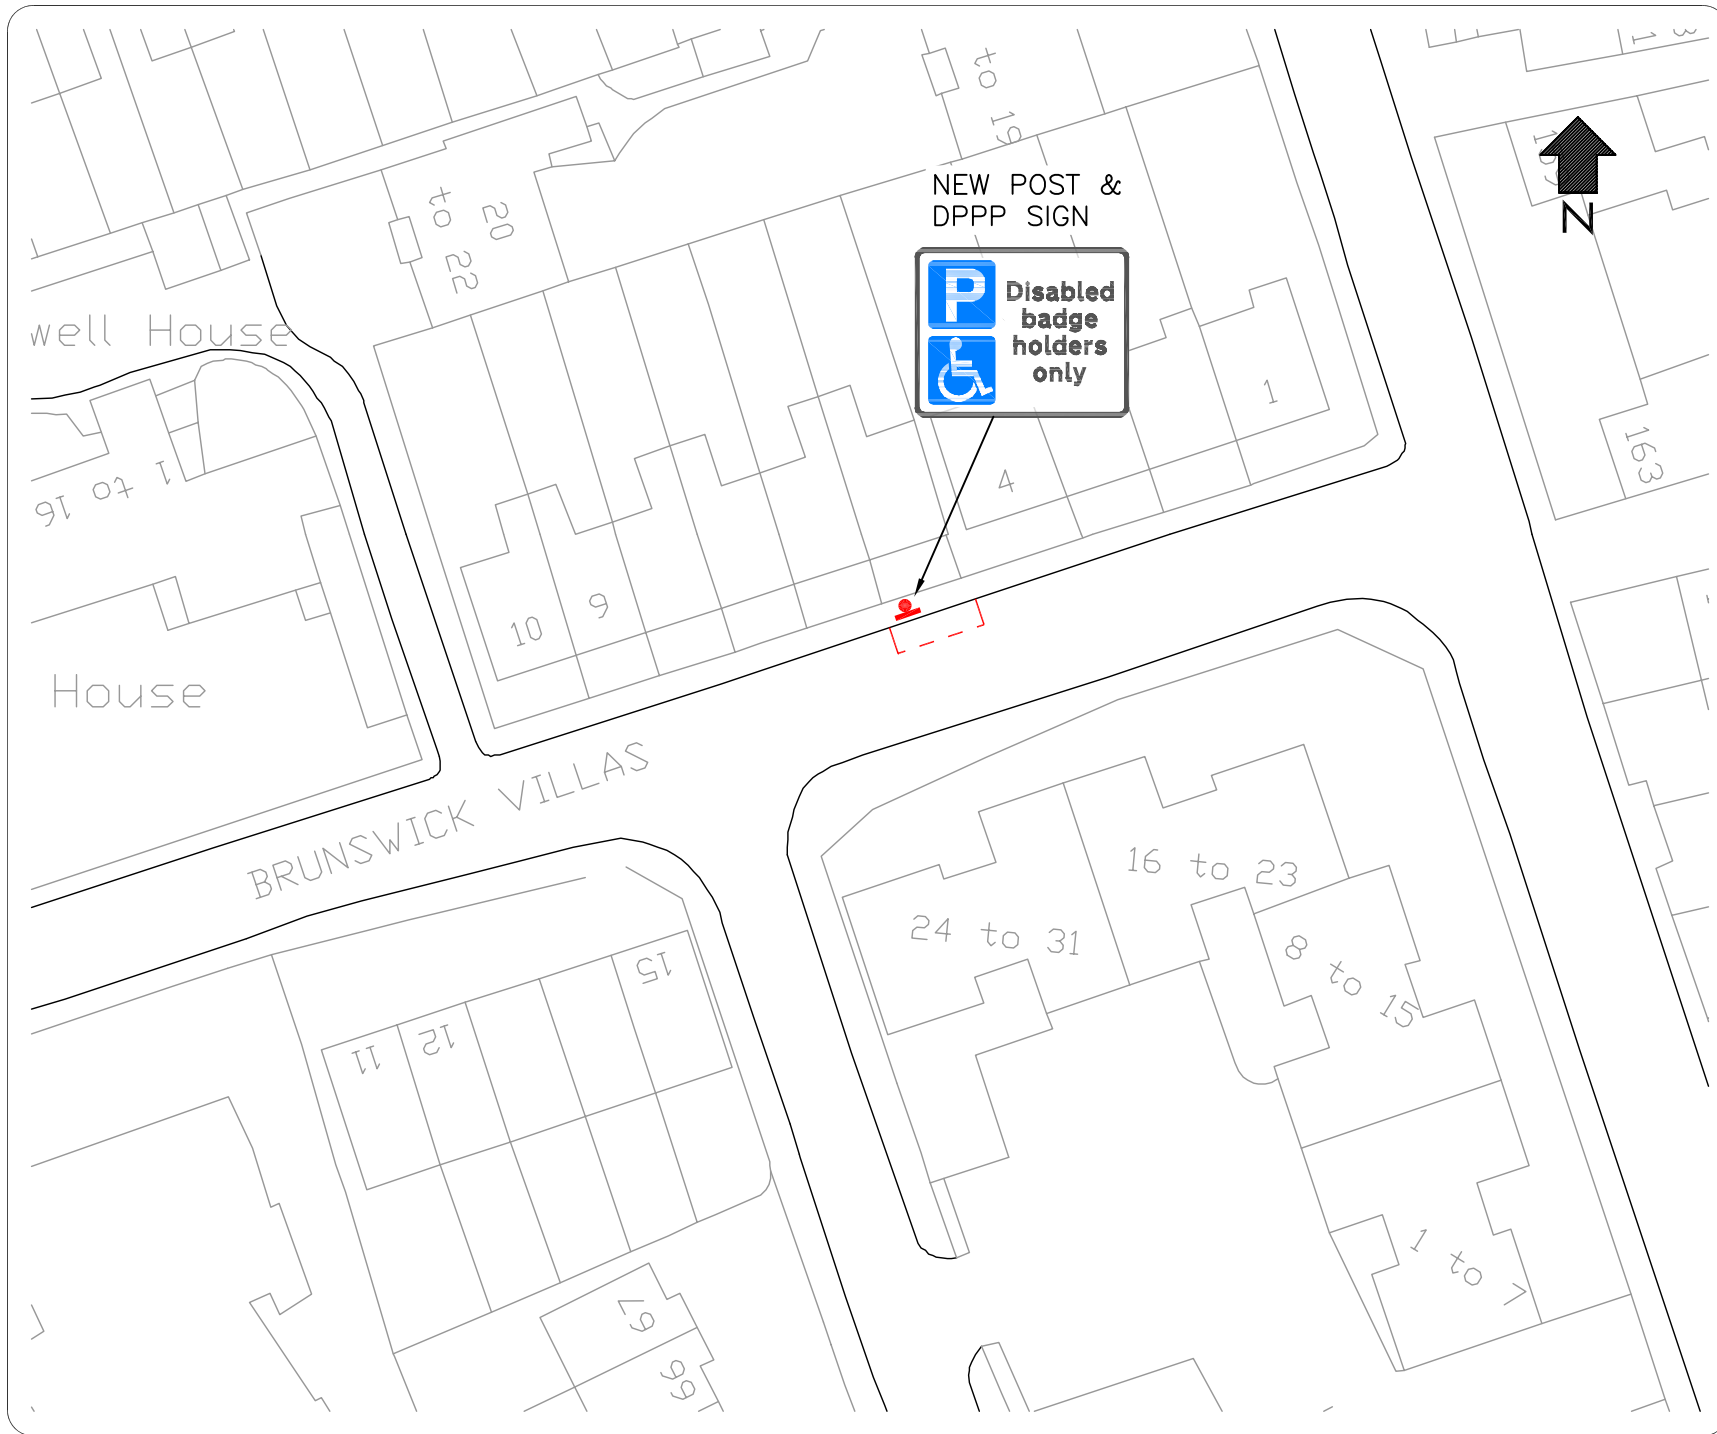 to 19
NEW POST &
DPPP SIGN
P
Disabled
badge
holders
only
N
20
to 22
well House
1 to 16
163
1
4
9
10
House
BRUNSWICK VILLAS
16 to 23
24 to 31
8 to 15
15
12
11
1 to 7
67
66